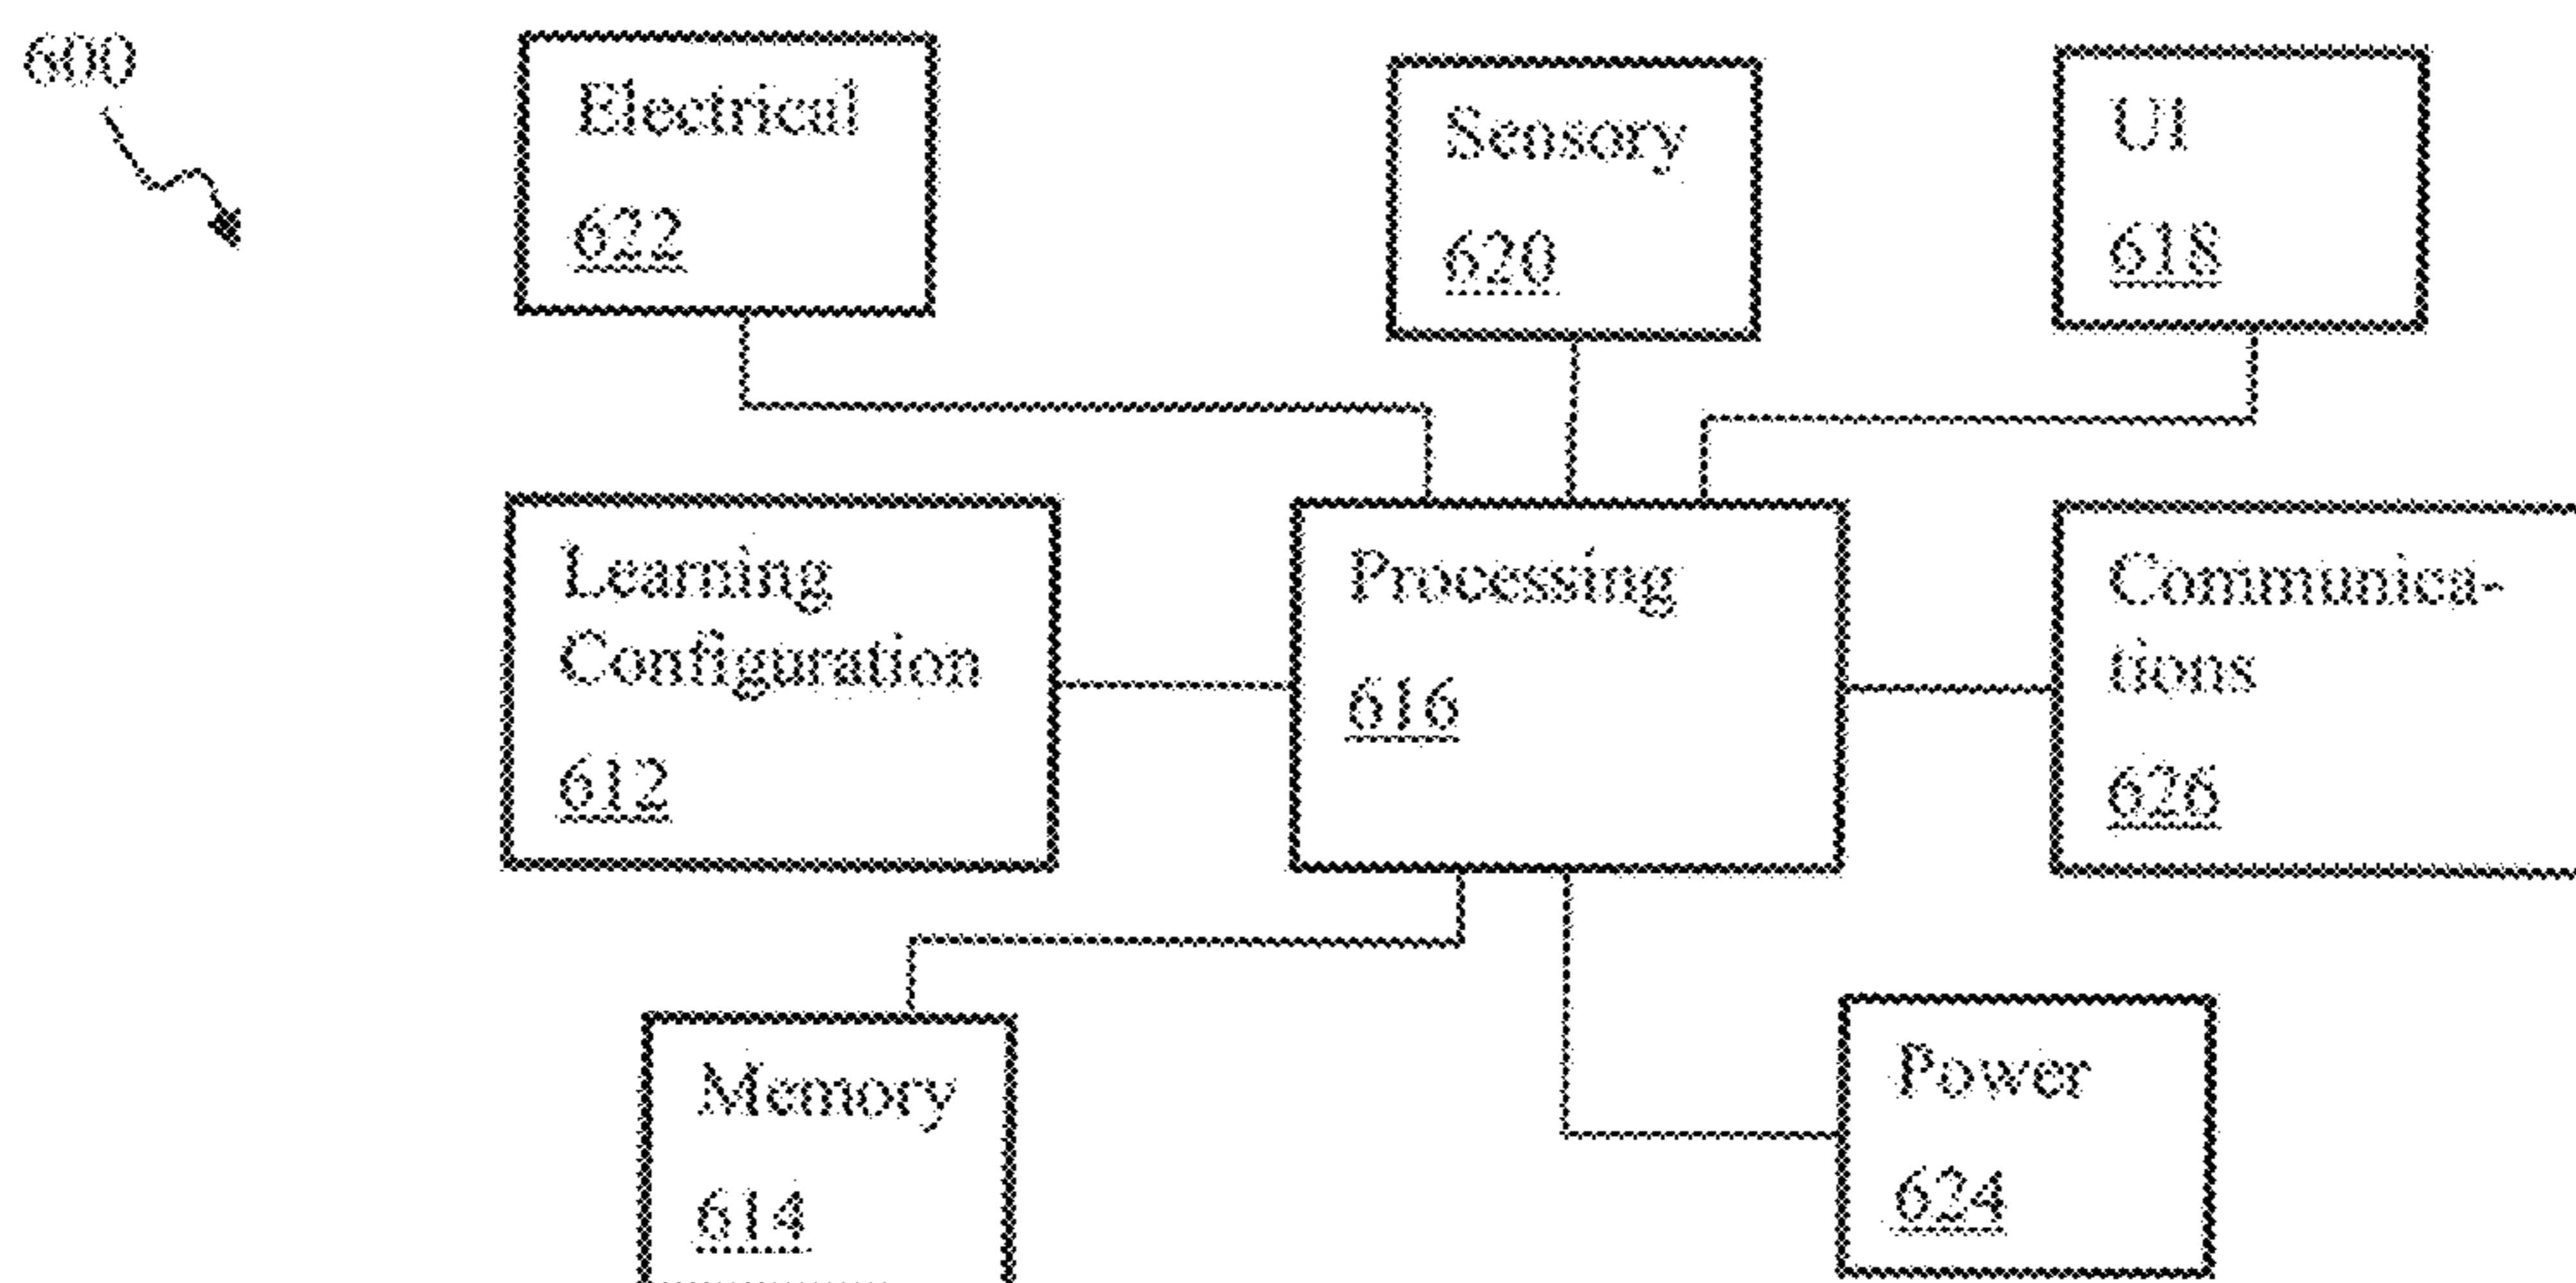 600
Electrical
622
Sensory
620
UI
618
Learning
Configuration
612
Processing
616
Communica-
tions
626
Memory
614
Power
624